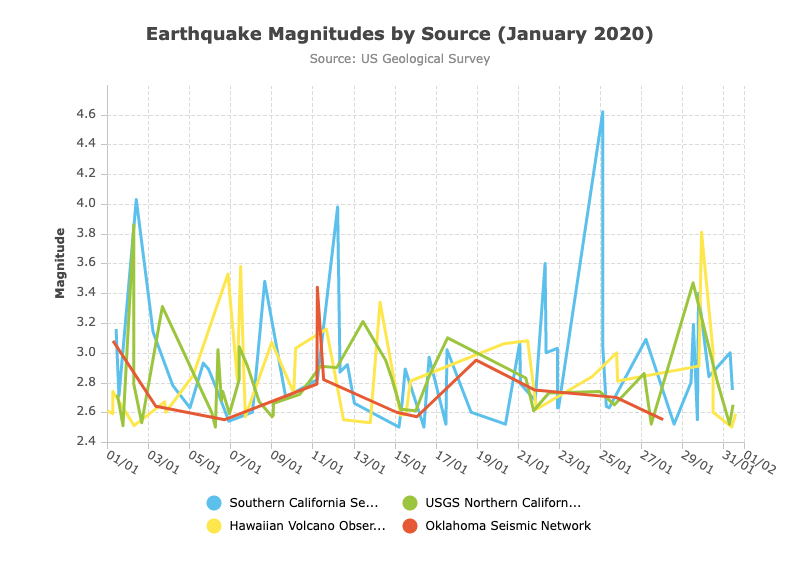 Earthquake Magnitudes by Source (January 2020)
Source: US Geological Survey
Magnitude
4.6
4.4
4.2
4.0
3.8
3.6
3.4
3.2
3.0
2.8
2.6
2.4
01/01 03/01 05/01 07/01 09/01 11/01 13/01 15/01 17/01 19/01 21/01 23/01 25/01 27/01 29/01 31/01 01/02
Southern California Se... USGS Northern Californ...
Hawaiian Volcano Obser... Oklahoma Seismic Network